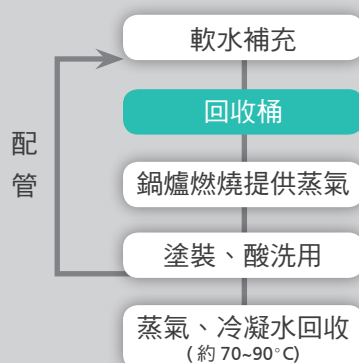 軟水補充
回收桶
配管
鍋爐燃燒提供蒸氣
塗裝、酸洗用
蒸氣、冷凝水回收
(約 70~90°C)